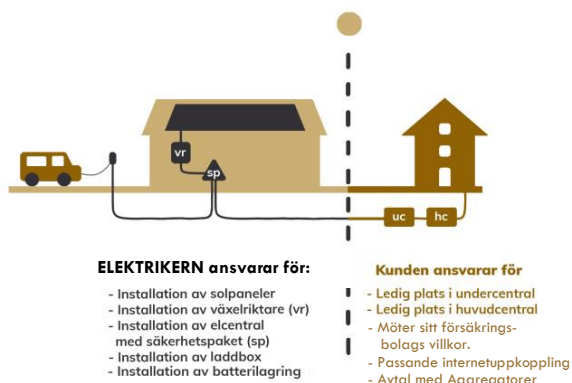 vr
sp
uc
hc
ELEKTRIKERN ansvarar för:
- Installation av solpaneler
- Installation av växelriktare (vr)
- Installation av elcentral
med säkerhetspaket (sp)
- Installation av laddbox
- Installation av batterilagring
Kunden ansvarar för
- Ledig plats i undercentral
- Ledig plats i huvudcentral
- Möter sitt försäkrings-
bolags villkor.
- Passande internetuppkoppling
- Avtal med Aggregatorer